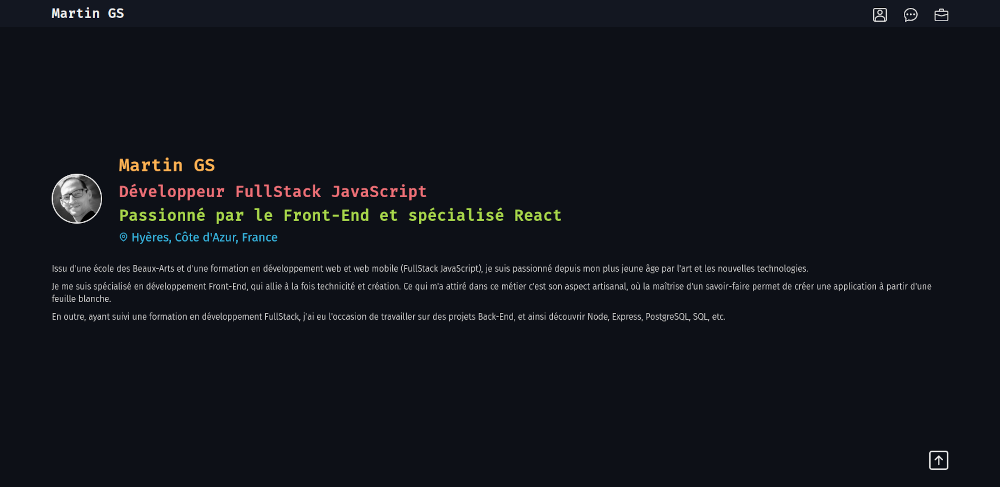 Martin GS
Martin GS
Développeur FullStack JavaScript
Passionné par le Front-End et spécialisé React
Hyères, Côte d'Azur, France
Issu d'une école des Beaux-Arts et d'une formation en développement web et web mobile (FullStack JavaScript), je suis passionné depuis mon plus jeune âge par l'art et les nouvelles technologies.
Je me suis spécialisé en développement Front-End, qui allie à la fois technicité et création. Ce qui m'a attiré dans ce métier c'est son aspect artisanal, où la maîtrise d'un savoir-faire permet de créer une application à partir d'une
feuille blanche.
En outre, ayant suivi une formation en développement FullStack, j'ai eu l'occasion de travailler sur des projets Back-End, et ainsi découvrir Node, Express, PostgreSQL, SQL, etc.